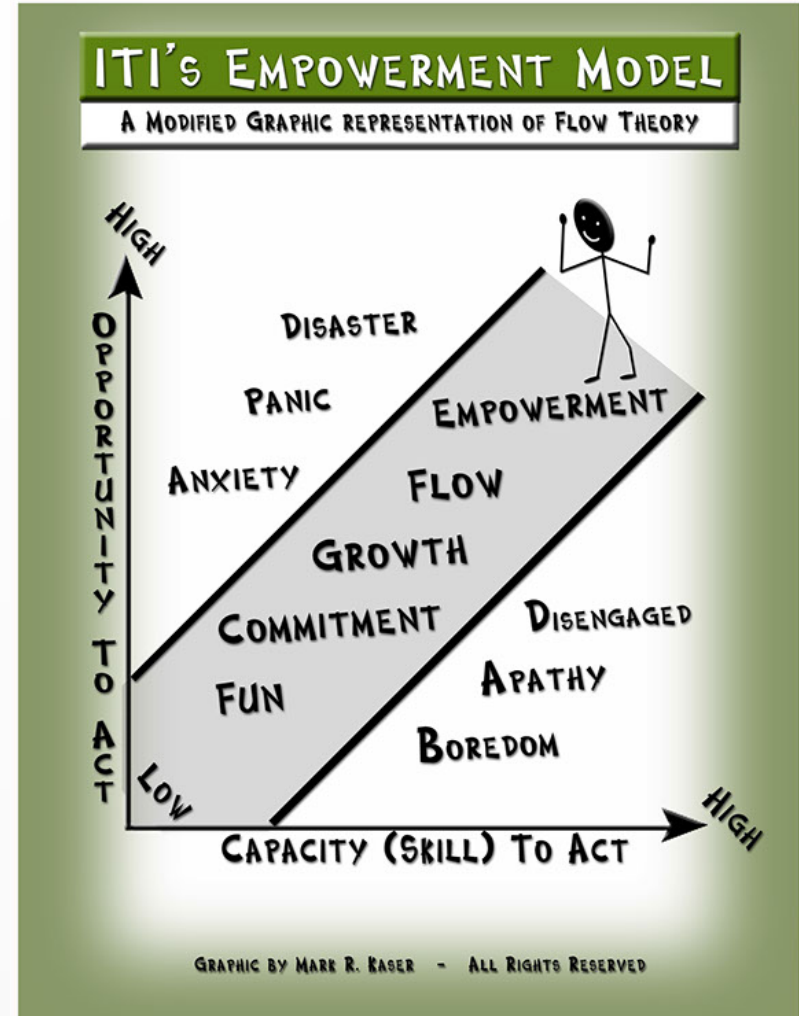 ITI's Empowerment Model
A Modified Graphic representation of Flow Theory
High
Opportunity To Act
Disaster
Panic
Anxiety
Empowerment
Flow
Growth
Commitment
Fun
Disengaged
Apathy
Boredom
Low
High
Capacity (Skill) To Act
Graphic by Mark R. Kaser - All Rights Reserved